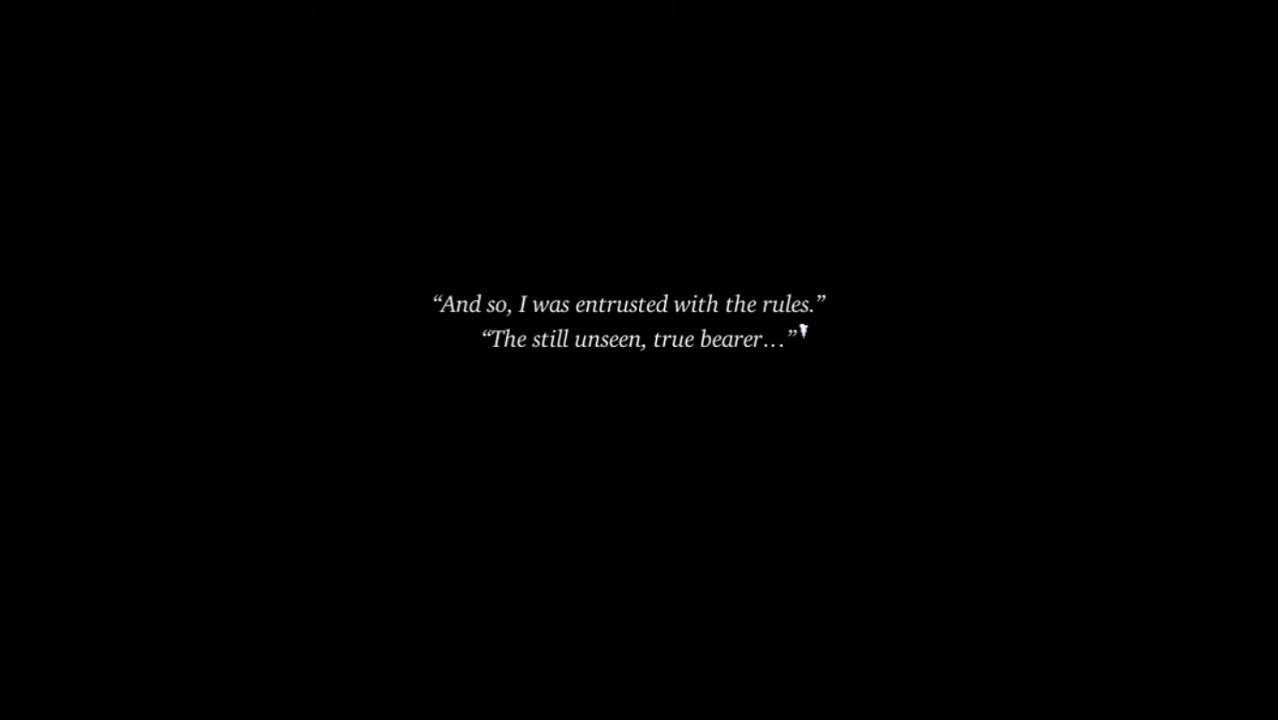 “And so, I was entrusted with the rules.”
“The still unseen, true bearer…”